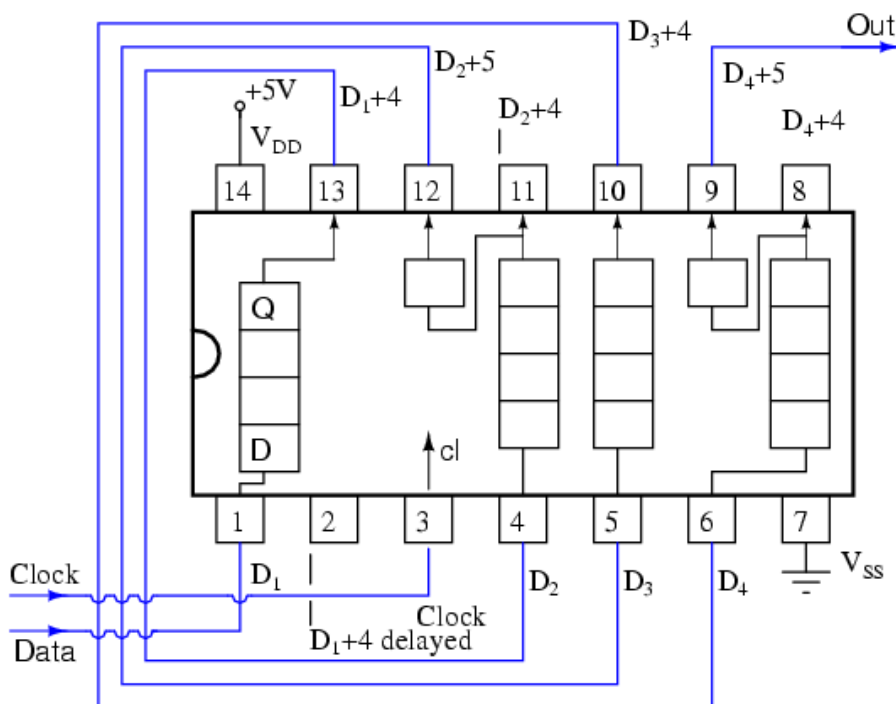 Out
D3+4
D2+5
D4+5
+5V
D1+4
D2+4
D4+4
VDD
14
13
12
11
10
9
8
Q
D
cl
1
2
3
4
5
6
7
Clock
D1
D2
D3
D4
VSS
Clock
Data
D1+4 delayed